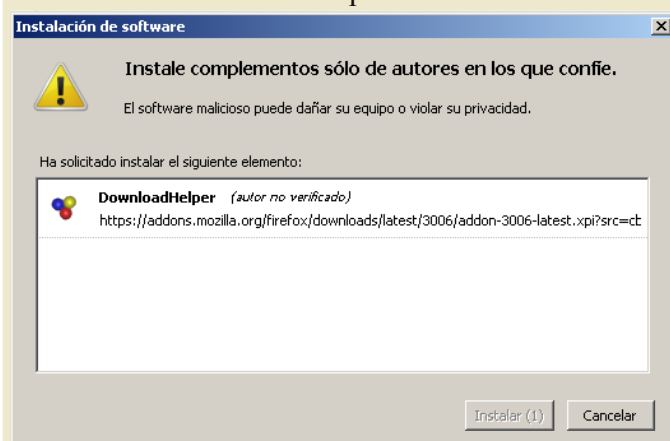 Instalación de software
Instale complementos sólo de autores en los que confíe.
El software malicioso puede dañar su equipo o violar su privacidad.
Ha solicitado instalar el siguiente elemento:
DownloadHelper (autor no verificado)
https://addons.mozilla.org/firefox/downloads/latest/3006/addon-3006-latest.xpi?src=cb
Instalar (1) Cancelar